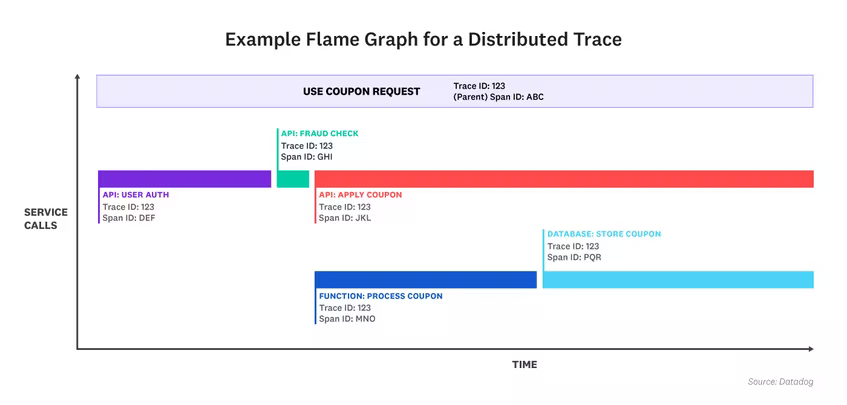 Example Flame Graph for a Distributed Trace
USE COUPON REQUEST
Trace ID: 123
(Parent) Span ID: ABC
API: FRAUD CHECK
Trace ID: 123
Span ID: GHI
API: USER AUTH
Trace ID: 123
Span ID: DEF
API: APPLY COUPON
Trace ID: 123
Span ID: JKL
SERVICE
CALLS
DATABASE: STORE COUPON
Trace ID: 123
Span ID: PQR
FUNCTION: PROCESS COUPON
Trace ID: 123
Span ID: MNO
TIME
Source: Datadog